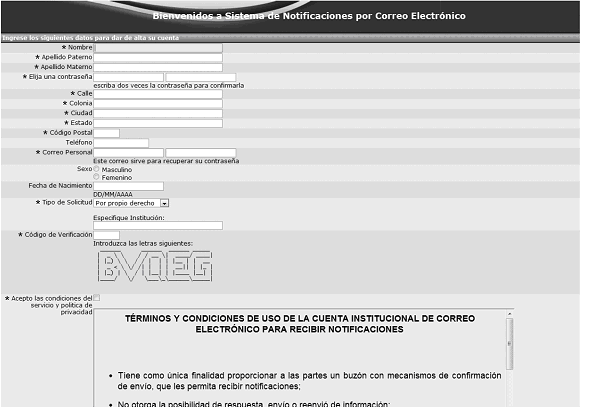 Bienvenidos a Sistema de Notificaciones por Correo Electrónico
Ingrese los siguientes datos para dar de alta su cuenta
* Nombre
* Apellido Paterno
* Apellido Materno
* Elija una contraseña
escriba dos veces la contraseña para confirmarla
* Calle
* Colonia
* Ciudad
* Estado
* Código Postal
Teléfono
* Correo Personal
Este correo sirve para recuperar su contraseña
Sexo Masculino
Femenino
Fecha de Nacimiento
DD/MM/AAAA
* Tipo de Solicitud Por propio derecho
Especifique Institución:
* Código de Verificación
Introduzca las letras siguientes:
BVOEG
* Acepto las condiciones del
servicio y política de
privacidad
TÉRMINOS Y CONDICIONES DE USO DE LA CUENTA INSTITUCIONAL DE CORREO
ELECTRÓNICO PARA RECIBIR NOTIFICACIONES
• Tiene como única finalidad proporcionar a las partes un buzón con mecanismos de confirmación
de envío, que les permita recibir notificaciones;
• No otorga la posibilidad de respuesta, envío o reenvió de información;